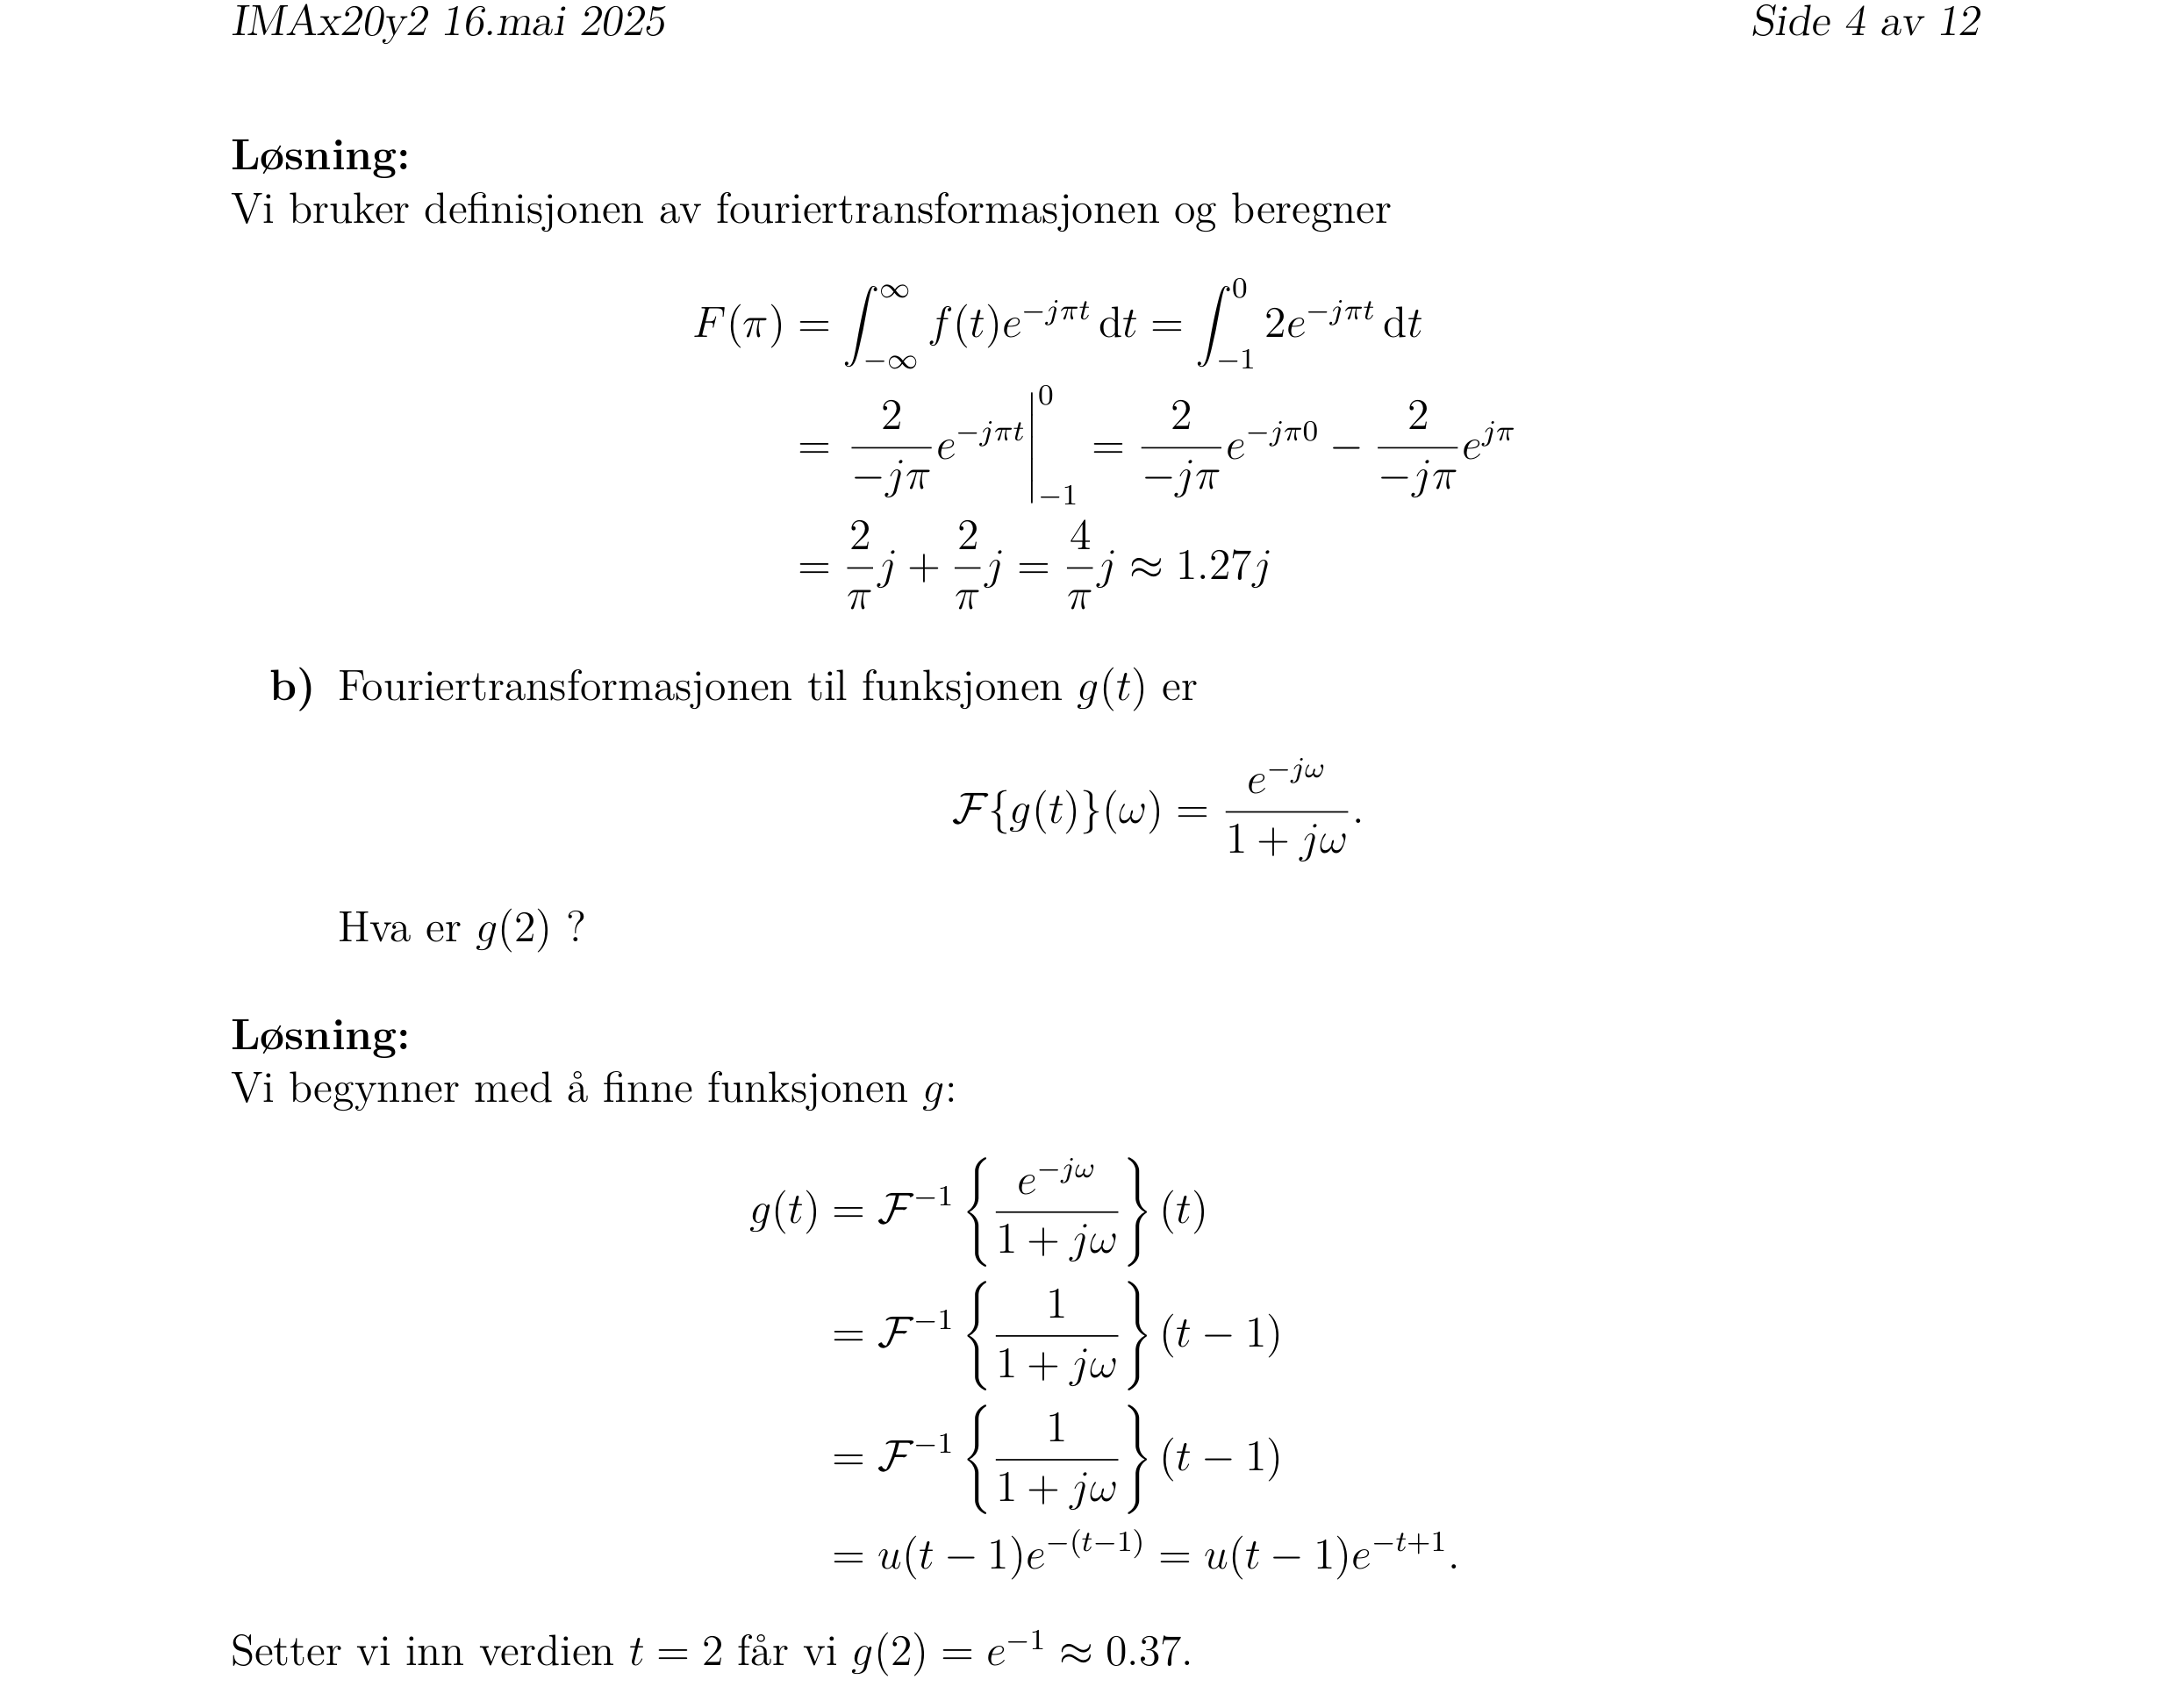 IMAx20y2 16.mai 2025 Side 4 av 12
Løsning:
Vi bruker definisjonen av fouriertransformasjonen og beregner
$F(\pi) = \int_{-\infty}^{\infty} f(t)e^{-j\pi t}\,\mathrm{d}t = \int_{-1}^{0} 2e^{-j\pi t}\,\mathrm{d}t$
$= \left.\frac{2}{-j\pi}e^{-j\pi t}\right|_{-1}^{0} = \frac{2}{-j\pi}e^{-j\pi 0} - \frac{2}{-j\pi}e^{j\pi}$
$= \frac{2}{\pi}j + \frac{2}{\pi}j = \frac{4}{\pi}j \approx 1.27j$
b) Fouriertransformasjonen til funksjonen $g(t)$ er
$\mathcal{F}\{g(t)\}(\omega) = \frac{e^{-j\omega}}{1 + j\omega}.$
Hva er $g(2)$ ?
Løsning:
Vi begynner med å finne funksjonen $g$:
$g(t) = \mathcal{F}^{-1}\left\{\frac{e^{-j\omega}}{1 + j\omega}\right\}(t)$
$= \mathcal{F}^{-1}\left\{\frac{1}{1 + j\omega}\right\}(t - 1)$
$= \mathcal{F}^{-1}\left\{\frac{1}{1 + j\omega}\right\}(t - 1)$
$= u(t - 1)e^{-(t-1)} = u(t - 1)e^{-t+1}.$
Setter vi inn verdien $t = 2$ får vi $g(2) = e^{-1} \approx 0.37$.